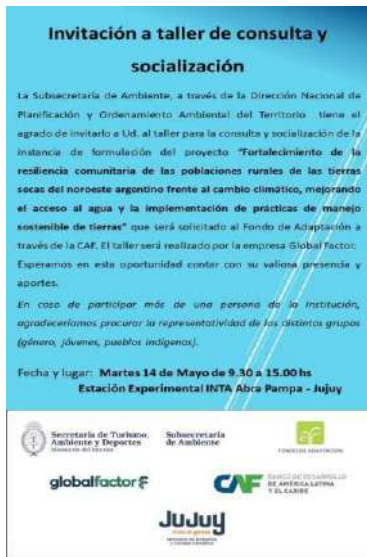 Invitación a taller de consulta y
socialización
La Subsecretaría de Ambiente, a través de la Dirección Nacional de
Planificación y Ordenamiento Ambiental del Territorio tiene el
agrado de invitarlo a Ud. al taller para la consulta y socialización de la
instancia de formulación del proyecto "Fortalecimiento de la
resiliencia comunitaria de las poblaciones rurales de las tierras
secas del noroeste argentino frente al cambio climático, mejorando
el acceso al agua y la implementación de prácticas de manejo
sostenible de tierras" que será solicitado al Fondo de Adaptación a
través de la CAF. El taller será realizado por la empresa Global Factor.
Esperamos en esta oportunidad contar con su valiosa presencia y
aportes.
En caso de participar más de una persona de la institución,
agradeceríamos procurar la representatividad de los distintos grupos
(género, jóvenes, pueblos indígenas).
Fecha y lugar: Martes 14 de Mayo de 9.30 a 15.00 hs
Estación Experimental INTA Abra Pampa - Jujuy
Secretaría de Turismo,
Ambiente y Deportes
Subsecretaría
de Ambiente
FONDO DE ADAPTACIÓN
globalfactor
CAF
BANCO DE DESARROLLO
DE AMÉRICA LATINA
Y EL CARIBE
JuJuy